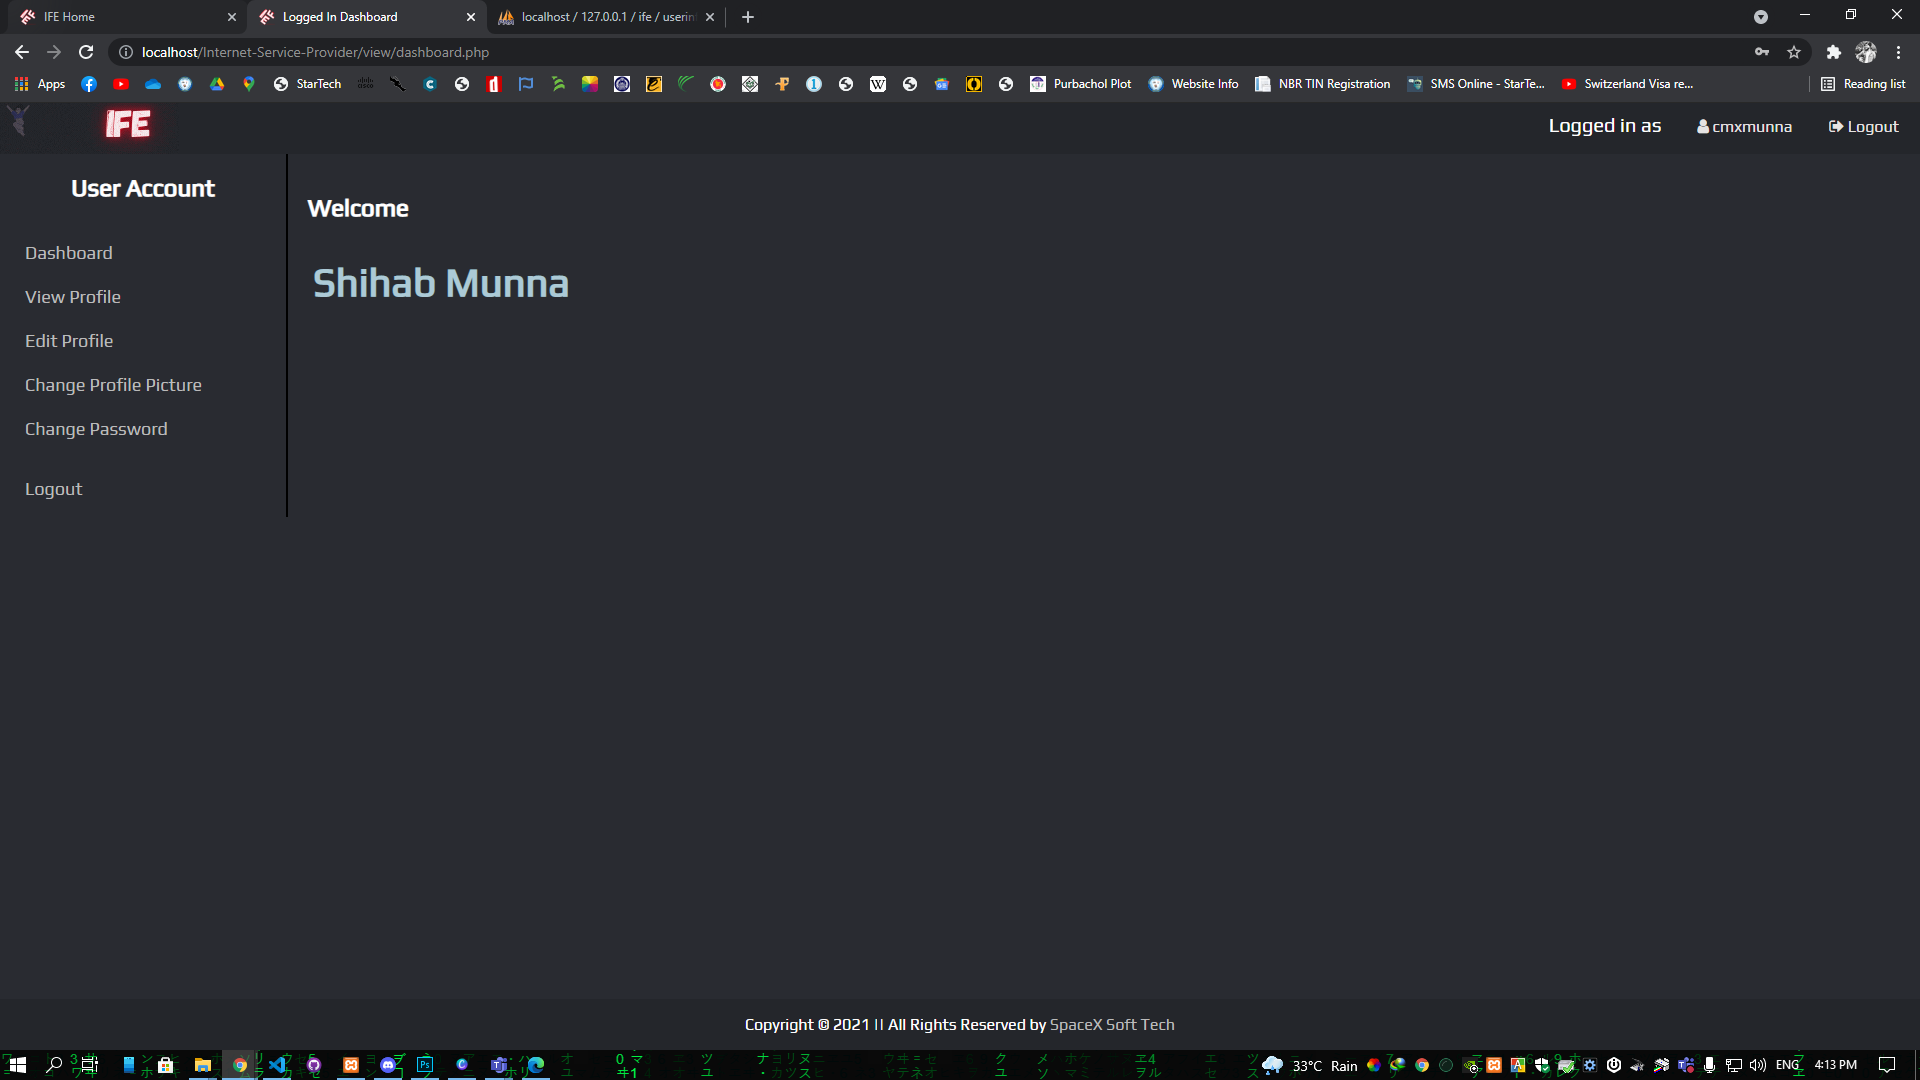 IFE Home
Logged In Dashboard
localhost / 127.0.0.1 / ife / userin
localhost/Internet-Service-Provider/view/dashboard.php
Apps
StarTech
Purbachol Plot
Website Info
NBR TIN Registration
SMS Online - StarTe...
Switzerland Visa re...
Reading list
IFE
Logged in as
cmxmunna
Logout
User Account
Welcome
Shihab Munna
Dashboard
View Profile
Edit Profile
Change Profile Picture
Change Password
Logout
Copyright © 2021 || All Rights Reserved by SpaceX Soft Tech
33°C Rain
ENG
4:13 PM